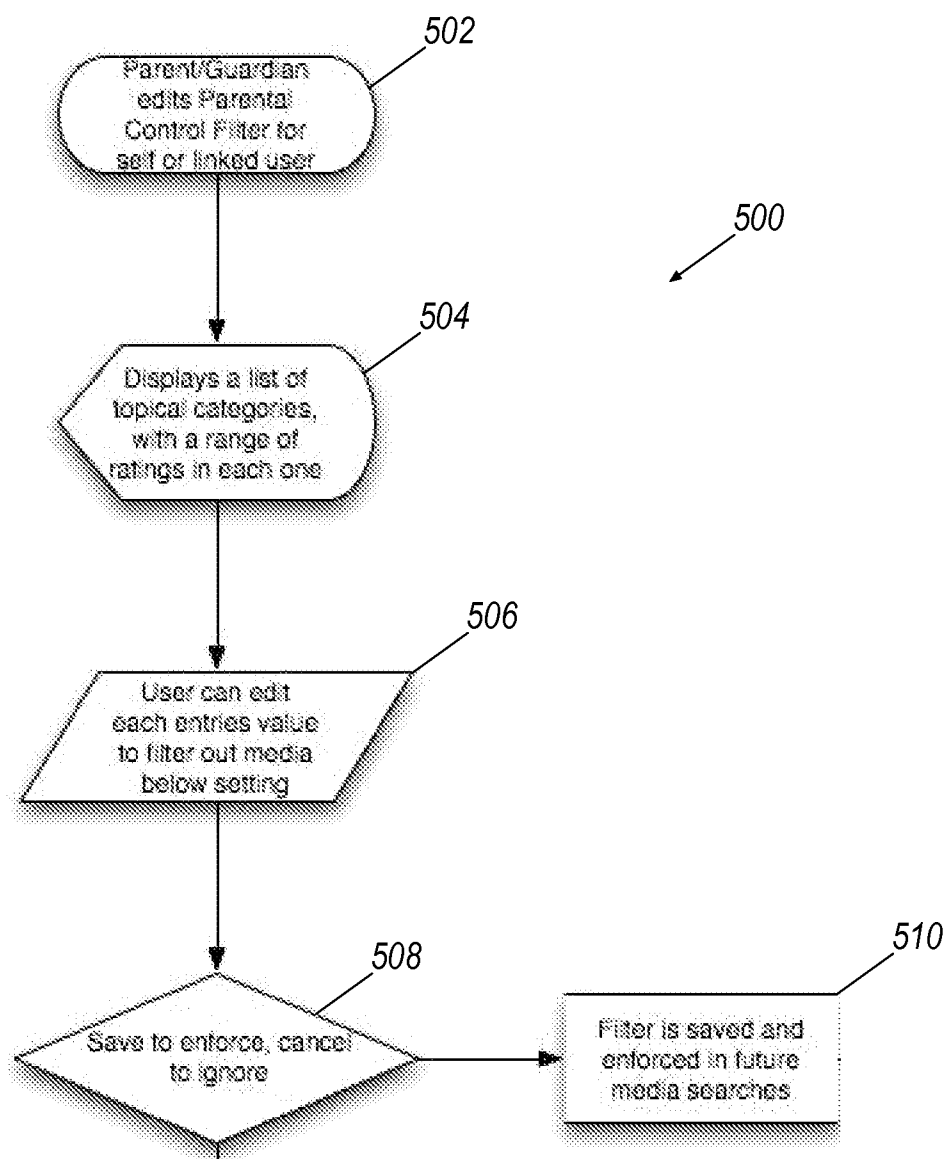 502
Parent/Guardian
edits Parental
Control Filter for
self or linked user
500
504
Displays a list of
topical categories,
with a range of
ratings in each one
506
User can edit
each entries value
to filter out media
below setting
508
Save to enforce, cancel
to ignore
510
Filter is saved and
enforced in future
media searches